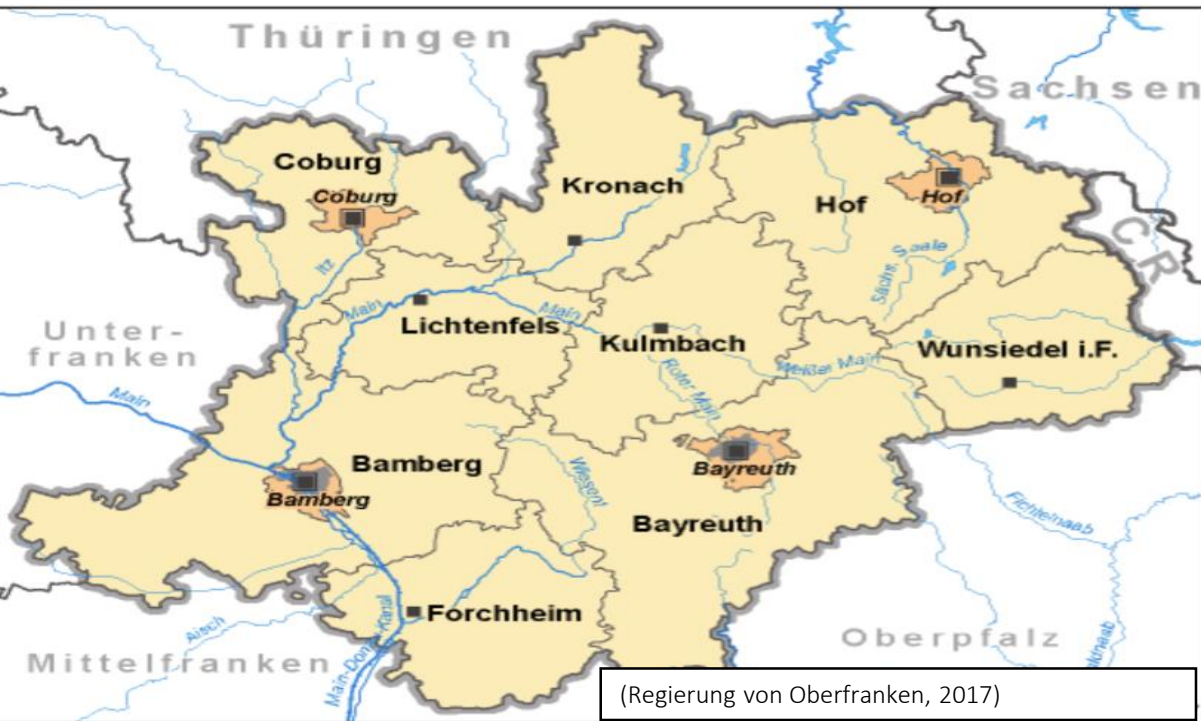 Thüringen
Sachsen
Coburg
Coburg
Kronach
Hof
Hof
CR
Itz
Sächs. Saale
Main
Main
Unter-
franken
Lichtenfels
Kulmbach
Wunsiedel i.F.
Weißer Main
Roter Main
Main
Bamberg
Bamberg
Wiesent
Bayreuth
Bayreuth
Fichtelnaab
Forchheim
Aisch
Main-Don-Kanal
Oberpfalz
Mittelfranken
(Regierung von Oberfranken, 2017)